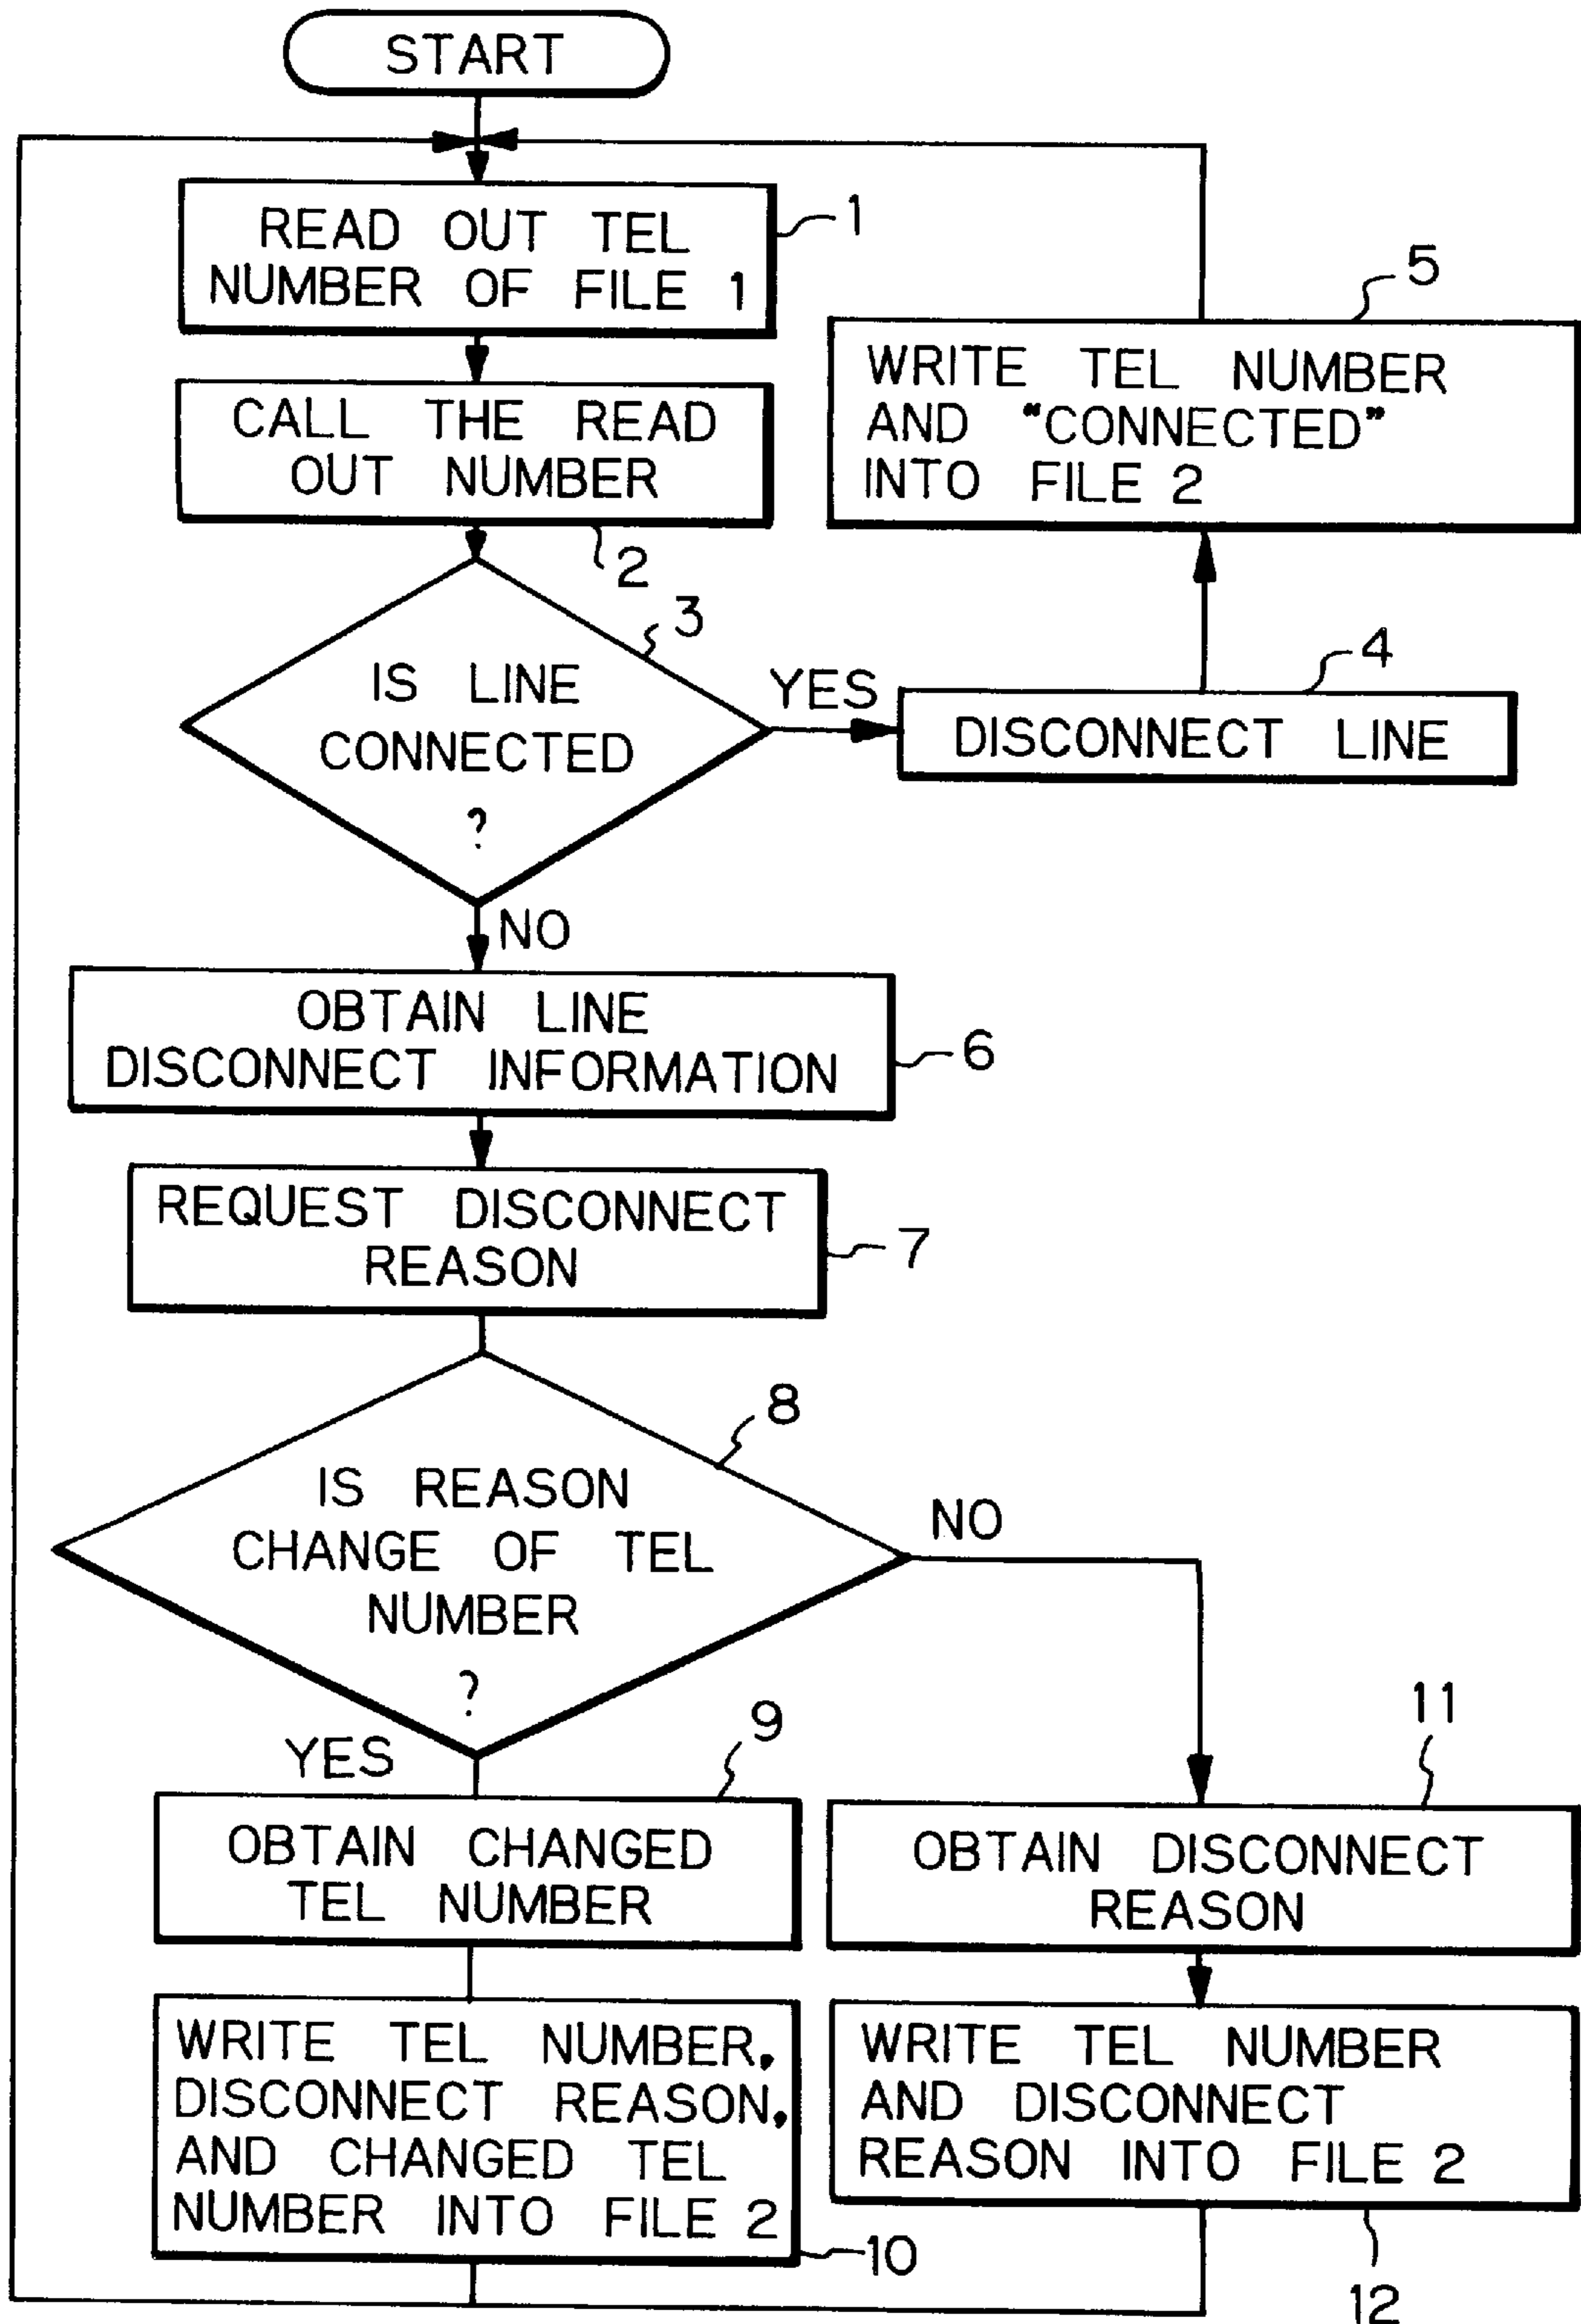 START
READ OUT TEL
NUMBER OF FILE 1
1
CALL THE READ
OUT NUMBER
2
IS LINE
CONNECTED
?
3
YES
DISCONNECT LINE
4
WRITE TEL NUMBER
AND "CONNECTED"
INTO FILE 2
5
NO
OBTAIN LINE
DISCONNECT INFORMATION
6
REQUEST DISCONNECT
REASON
7
IS REASON
CHANGE OF TEL
NUMBER
?
8
YES
OBTAIN CHANGED
TEL NUMBER
9
WRITE TEL NUMBER,
DISCONNECT REASON,
AND CHANGED TEL
NUMBER INTO FILE 2
10
NO
OBTAIN DISCONNECT
REASON
11
WRITE TEL NUMBER
AND DISCONNECT
REASON INTO FILE 2
12